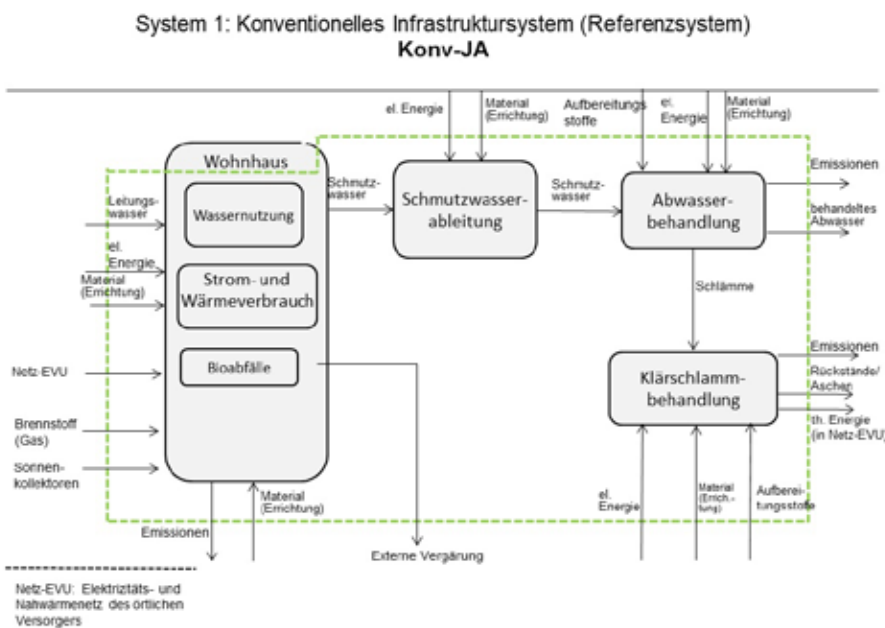 System 1: Konventionelles Infrastruktursystem (Referenzsystem)
Konv-JA
el. Energie
Material
(Errichtung)
Aufbereitungs
stoffe
el.
Energie
Material
(Errichtung)
Wohnhaus
Leitungs-
wasser
el.
Energie
Material
(Errichtung)
Netz-EVU
Brennstoff
(Gas)
Sonnen-
kollektoren
Wassernutzung
Strom- und
Wärmeverbrauch
Bioabfälle
Schmutz-
wasser
Schmutzwasser-
ableitung
Schmutz-
wasser
Abwasser-
behandlung
Emissionen
behandeltes
Abwasser
Schlämme
Klärschlamm-
behandlung
Emissionen
Rückstände/
Aschen
th. Energie
(in Netz-EVU)
el.
Energie
Material
(Errich.-
tung)
Aufberei-
tungsstoffe
Material
(Errichtung)
Emissionen
Externe Vergärung
Netz-EVU: Elektriztäts- und
Nahwärmenetz des örtlichen
Versorgers